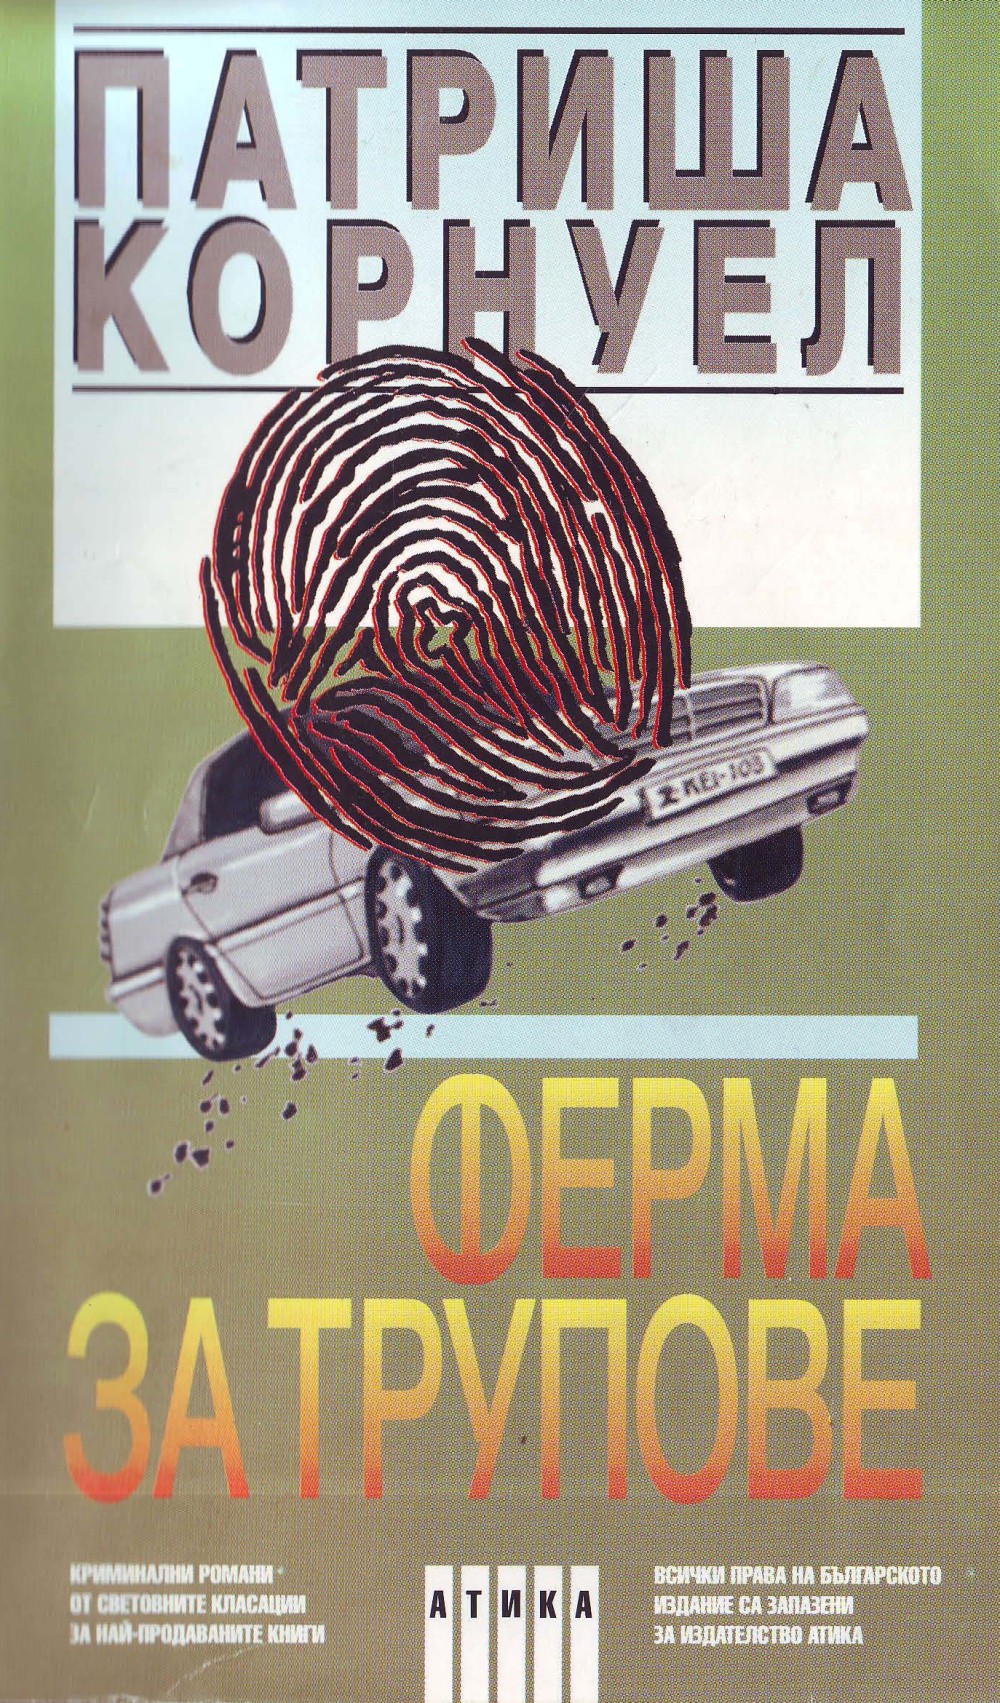 ПАТРИША
КОРНУЕЛ
ФЕРМА
ЗА ТРУПОВЕ
КРИМИНАЛНИ РОМАНИ
ОТ СВЕТОВНИТЕ КЛАСАЦИИ
ЗА НАЙ-ПРОДАВАНИТЕ КНИГИ
АТИКА
ВСИЧКИ ПРАВА НА БЪЛГАРСКОТО
ИЗДАНИЕ СА ЗАПАЗЕНИ
ЗА ИЗДАТЕЛСТВО АТИКА